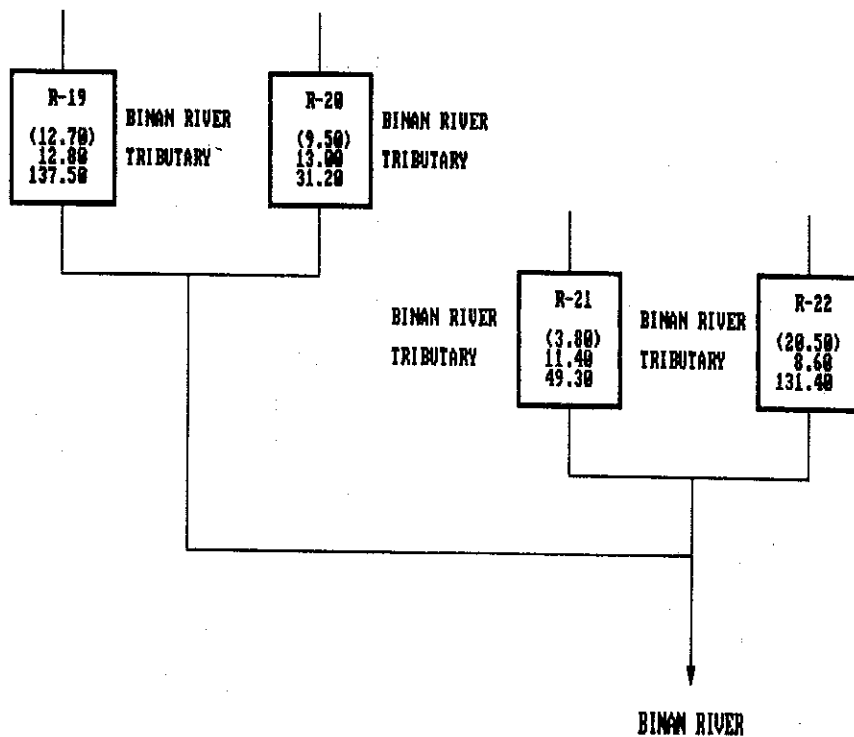 R-19
(12.70)
12.80
137.50
BINAN RIVER
TRIBUTARY
R-20
(9.50)
13.00
31.20
BINAN RIVER
TRIBUTARY
BINAN RIVER
TRIBUTARY
R-21
(3.80)
11.40
49.30
BINAN RIVER
TRIBUTARY
R-22
(20.50)
8.60
131.40
BINAN RIVER